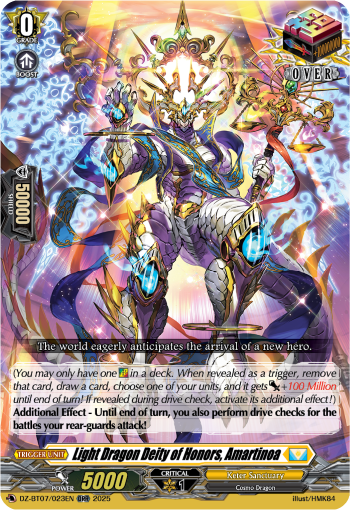 0
GRADE
BOOST
+100000000
OVER
50000
SHIELD
The world eagerly anticipates the arrival of a new hero.
(You may only have one in a deck. When revealed as a trigger, remove
that card, draw a card, choose one of your units, and it gets +100 Million
until end of turn! If revealed during drive check, activate its additional effect!)
Additional Effect - Until end of turn, you also perform drive checks for the
battles your rear-guards attack!
TRIGGER UNIT
Light Dragon Deity of Honors, Amartinoa
POWER
5000
CRITICAL
1
Keter Sanctuary
Cosmo Dragon
DZ-BT07/023EN RRR 2025
illust/HMK84